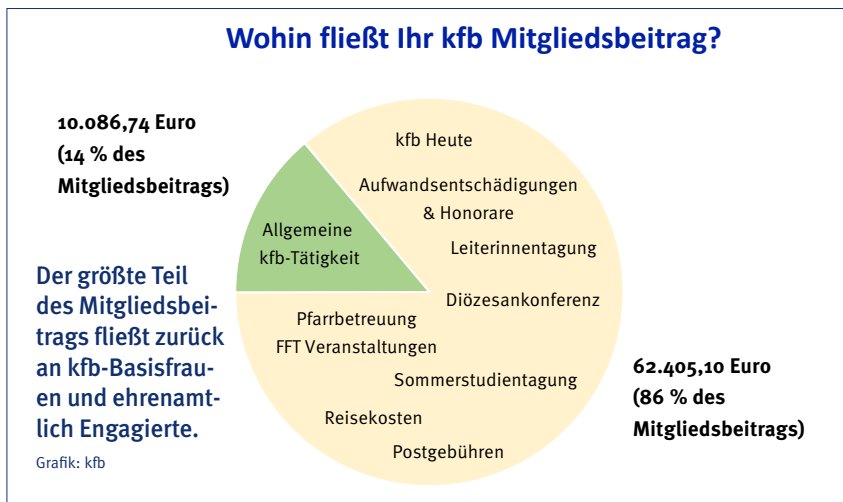 Wohin fließt Ihr kfb Mitgliedsbeitrag?
10.086,74 Euro
(14 % des
Mitgliedsbeitrags)
kfb Heute
Aufwandsentschädigungen
& Honorare
Leiterinnentagung
Allgemeine
kfb-Tätigkeit
Diözesankonferenz
Pfarrbetreuung
FFT Veranstaltungen
Sommerstudientagung
Reisekosten
Postgebühren
Der größte Teil
des Mitgliedsbei-
trags fließt zurück
an kfb-Basisfrau-
en und ehrenamt-
lich Engagierte.
Grafik: kfb
62.405,10 Euro
(86 % des
Mitgliedsbeitrags)